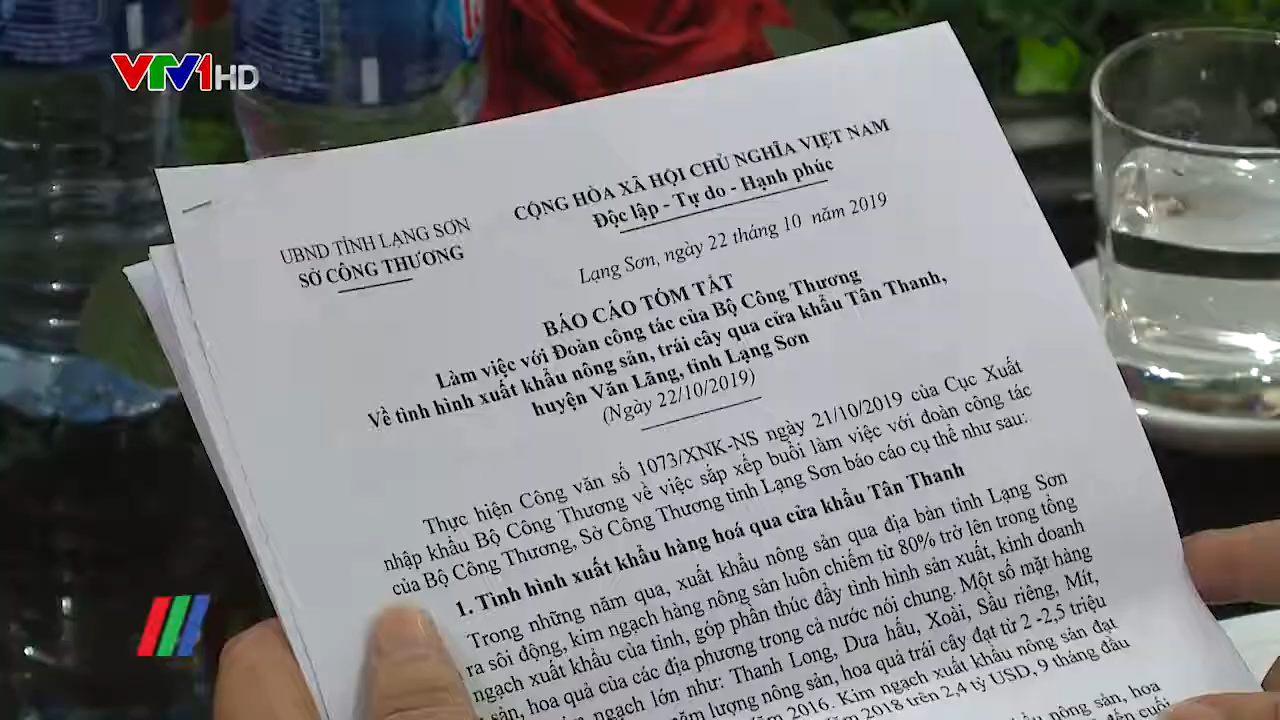 VTV1 HD
CỘNG HÒA XÃ HỘI CHỦ NGHĨA VIỆT NAM
Độc lập - Tự do - Hạnh phúc
UBND TỈNH LẠNG SƠN
SỞ CÔNG THƯƠNG
Lạng Sơn, ngày 22 tháng 10 năm 2019
BÁO CÁO TÓM TẮT
Làm việc với Đoàn công tác của Bộ Công Thương
Về tình hình xuất khẩu nông sản, trái cây qua cửa khẩu Tân Thanh,
huyện Văn Lãng, tỉnh Lạng Sơn
(Ngày 22/10/2019)
Thực hiện Công văn số 1073/XNK-NS ngày 21/10/2019 của Cục Xuất
nhập khẩu Bộ Công Thương về việc sắp xếp buổi làm việc với đoàn công tác
của Bộ Công Thương, Sở Công Thương tỉnh Lạng Sơn báo cáo cụ thể như sau:
1. Tình hình xuất khẩu hàng hoá qua cửa khẩu Tân Thanh
Trong những năm qua, xuất khẩu nông sản qua địa bàn tỉnh Lạng Sơn
ra sôi động, kim ngạch hàng nông sản luôn chiếm từ 80% trở lên trong tổng
ngạch xuất khẩu của tỉnh, góp phần thúc đẩy tình hình sản xuất, kinh doanh
sản, hoa quả của các địa phương trong cả nước nói chung. Một số mặt hàng
ngạch lớn như: Thanh Long, Dưa hấu, Xoài, Sầu riêng, Mít,
năm lượng nông sản, hoa quả trái cây đạt từ 2 -2,5 triệu
2016. Kim ngạch xuất khẩu nông sản đạt
năm 2018 trên 2,4 tỷ USD, 9 tháng đầu
nông sản, hoa
cuối